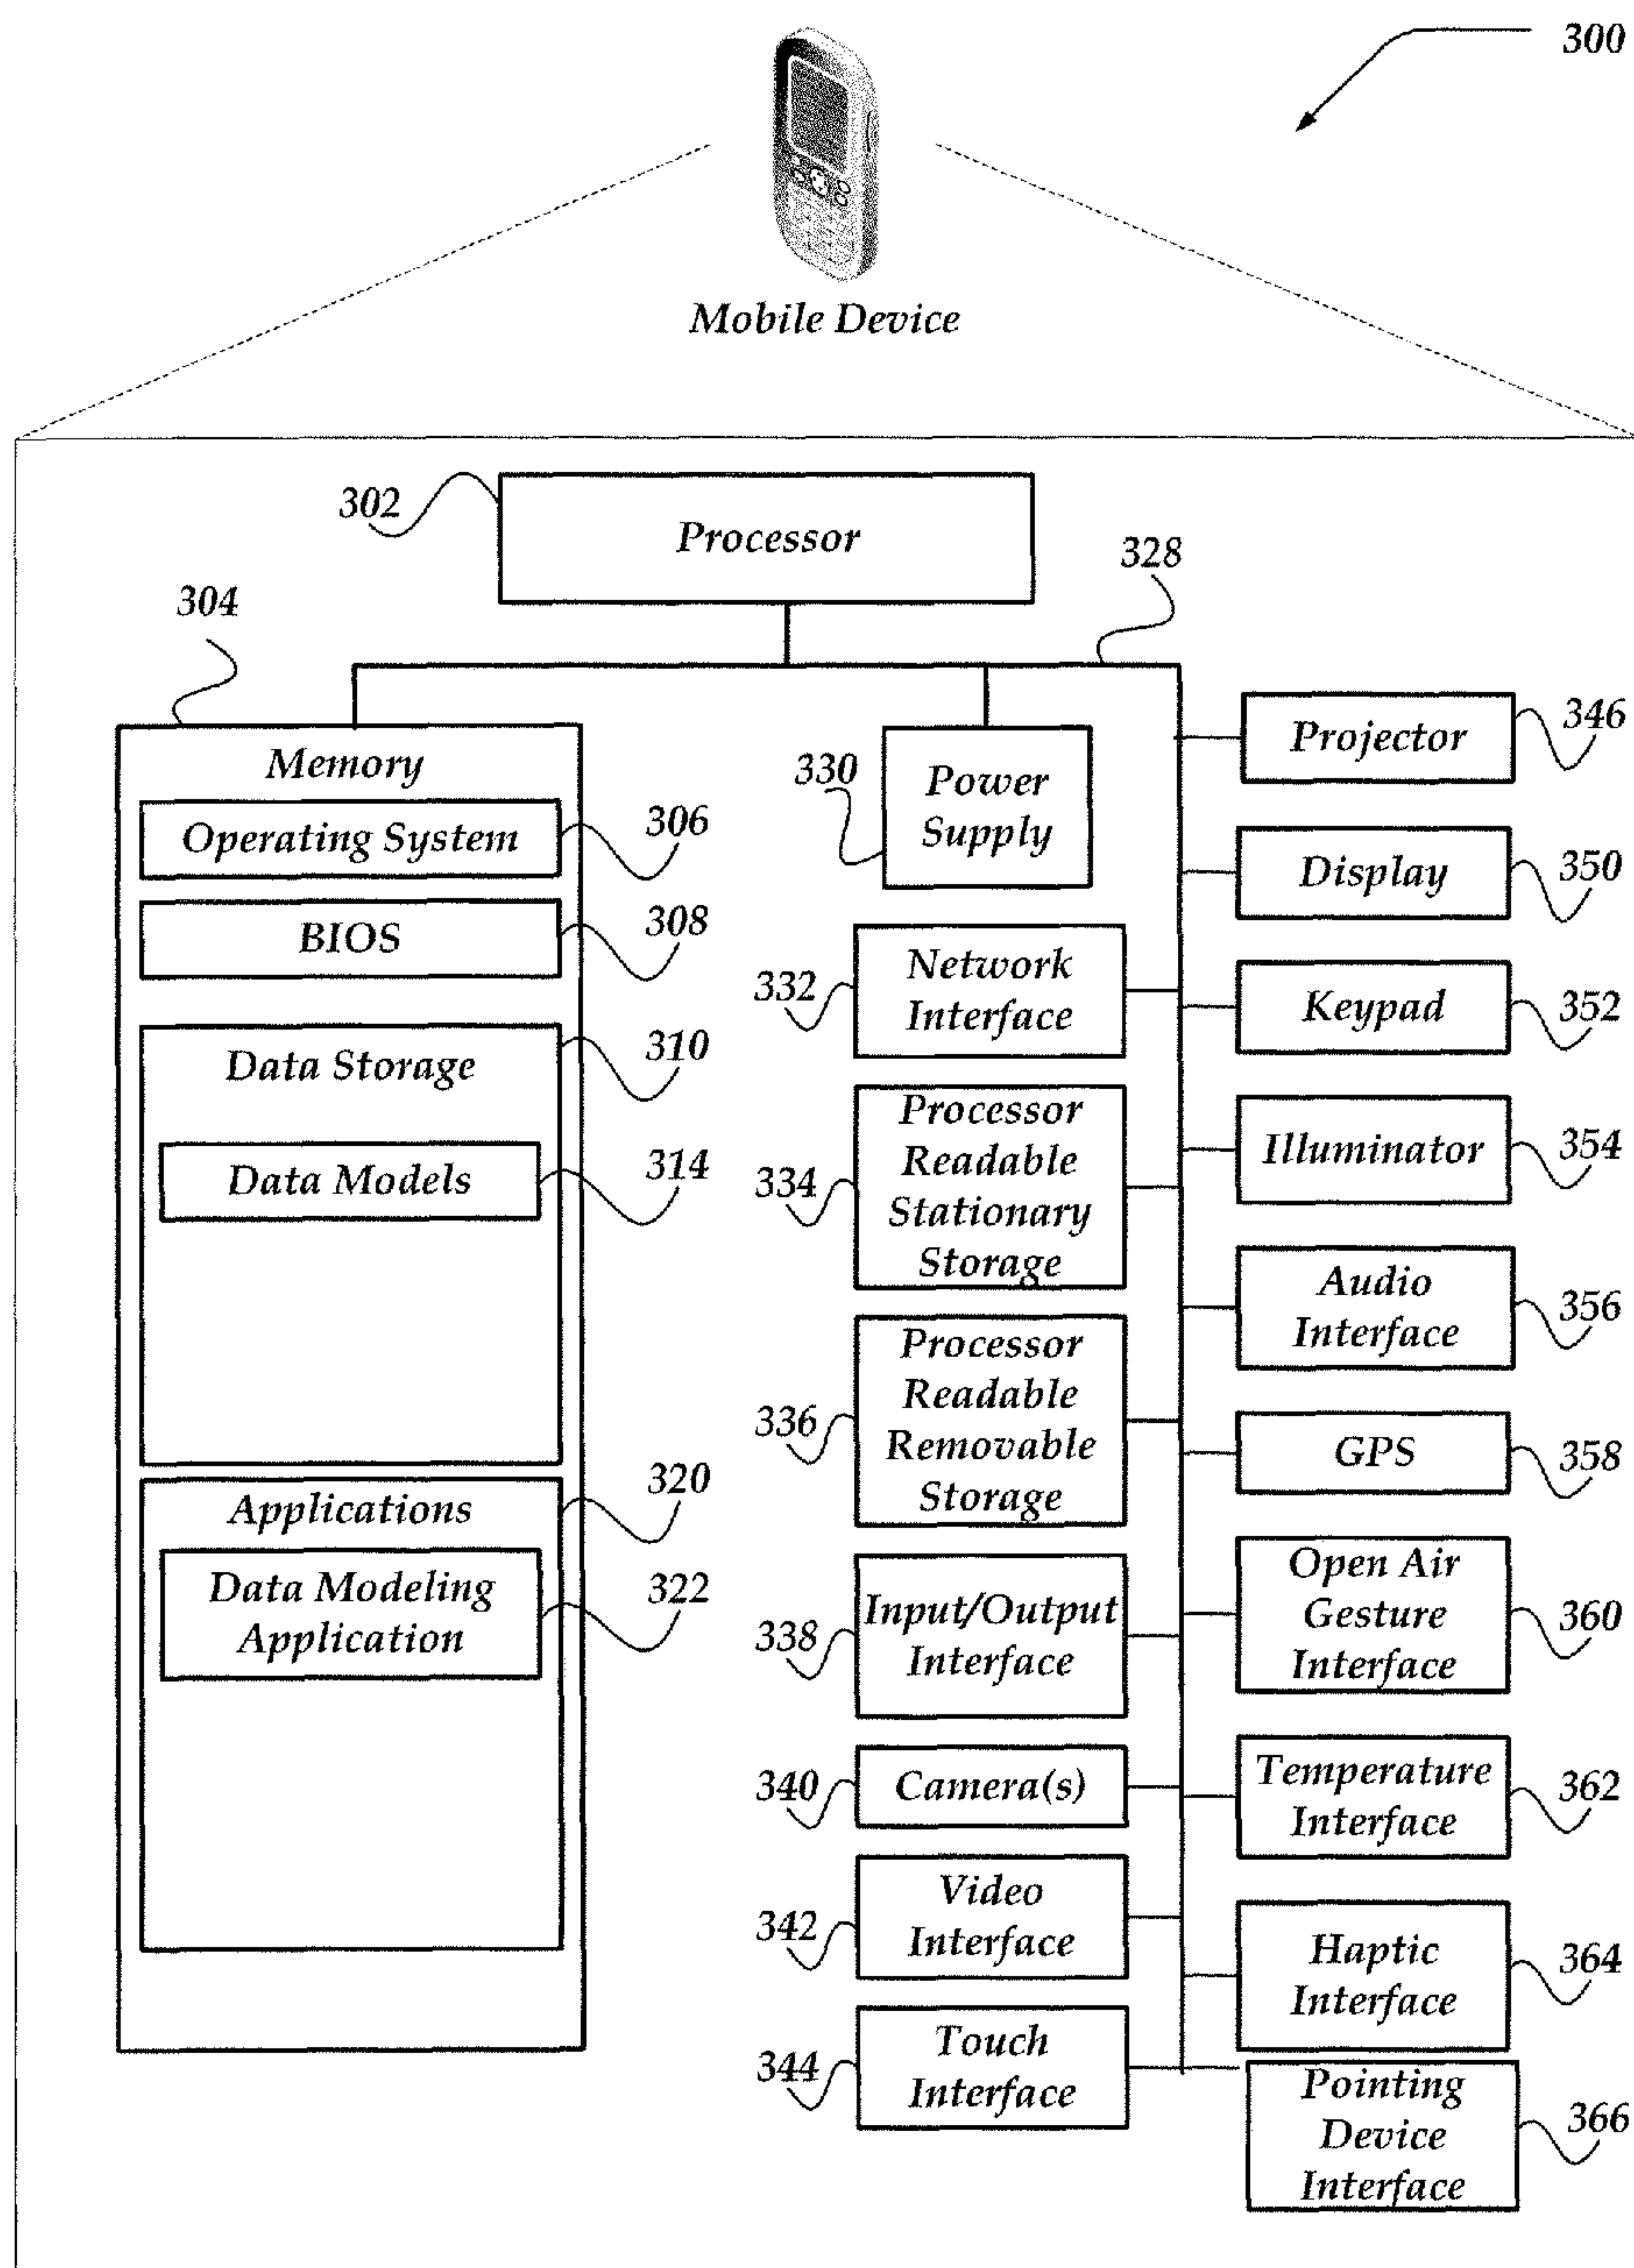 300
Mobile Device
302
Processor
328
304
Memory
Operating System
306
BIOS
308
Data Storage
310
Data Models
314
Applications
320
Data Modeling
Application
322
330
Power
Supply
332
Network
Interface
334
Processor
Readable
Stationary
Storage
336
Processor
Readable
Removable
Storage
338
Input/Output
Interface
340
Camera(s)
342
Video
Interface
344
Touch
Interface
Projector
346
Display
350
Keypad
352
Illuminator
354
Audio
Interface
356
GPS
358
Open Air
Gesture
Interface
360
Temperature
Interface
362
Haptic
Interface
364
Pointing
Device
Interface
366